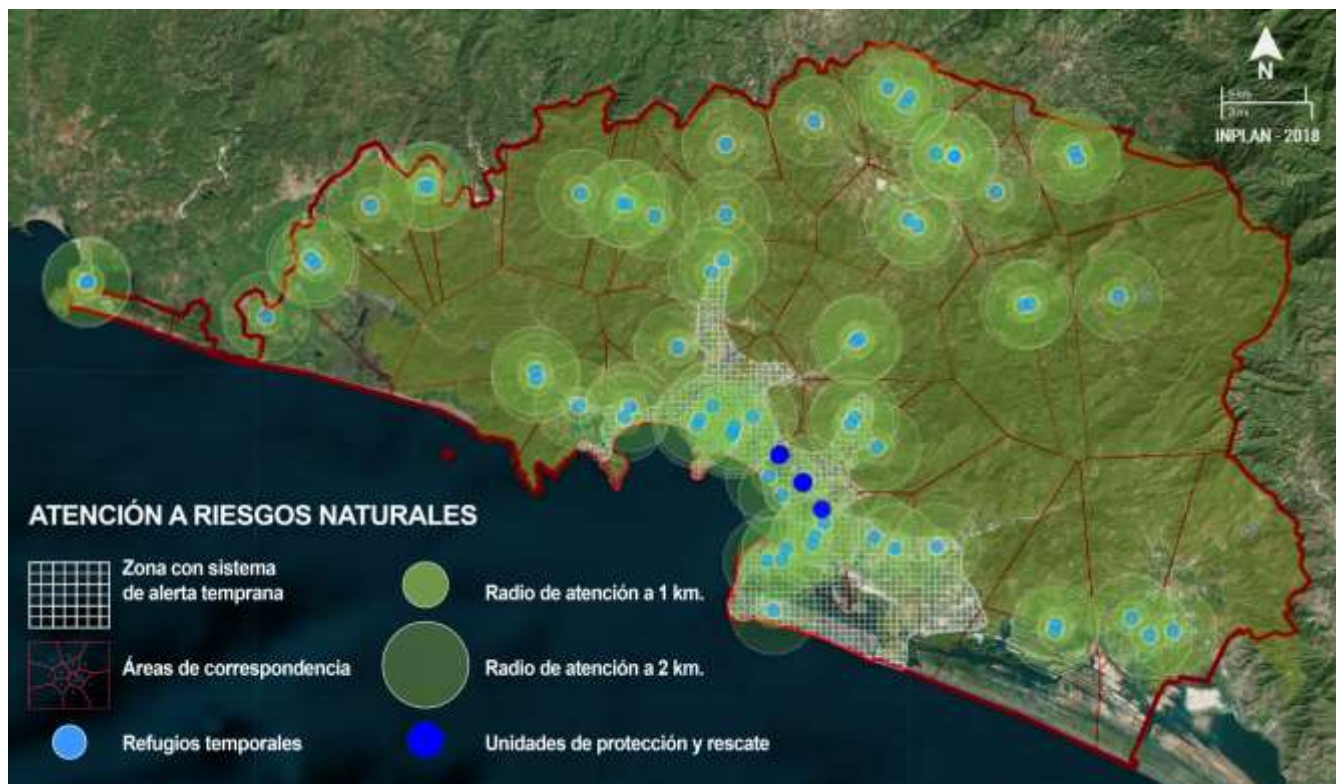 N
INPLAN - 2018
ATENCIÓN A RIESGOS NATURALES
Zona con sistema
de alerta temprana
Radio de atención a 1 km.
Áreas de correspondencia
Radio de atención a 2 km.
Refugios temporales
Unidades de protección y rescate